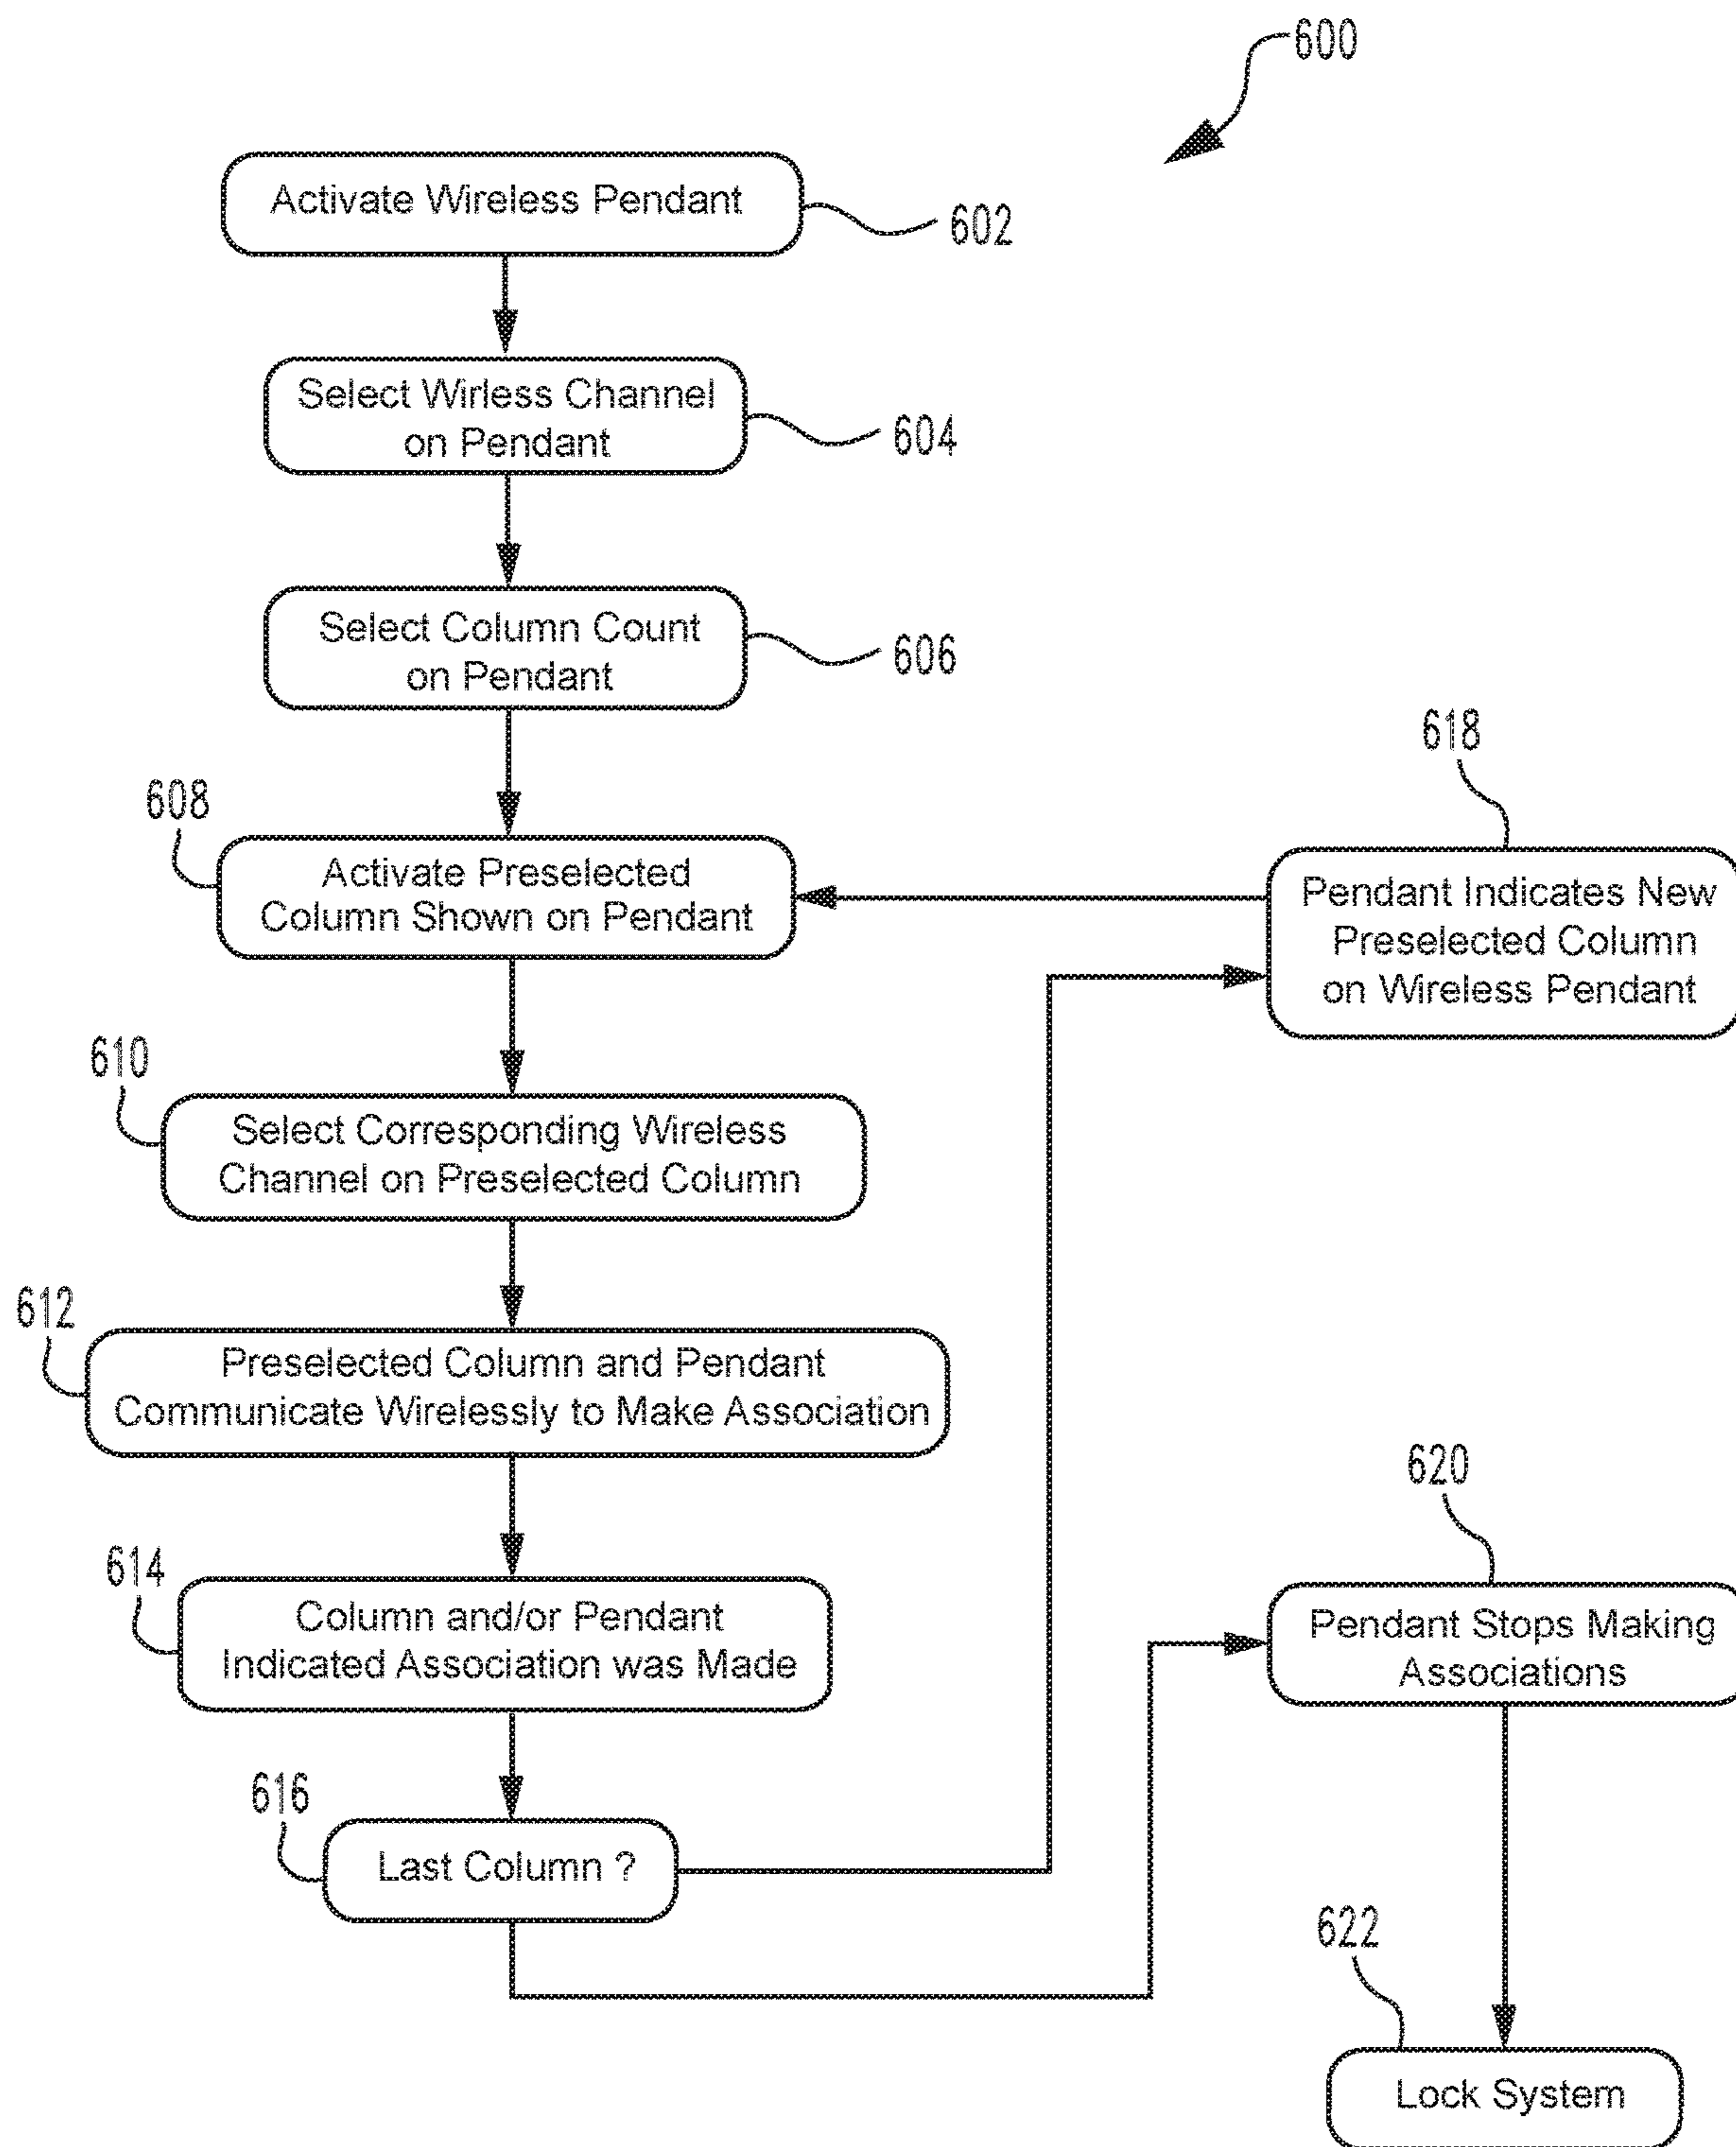 600
Activate Wireless Pendant
602
Select Wirless Channel
on Pendant
604
Select Column Count
on Pendant
606
608
Activate Preselected
Column Shown on Pendant
618
Pendant Indicates New
Preselected Column
on Wireless Pendant
610
Select Corresponding Wireless
Channel on Preselected Column
612
Preselected Column and Pendant
Communicate Wirelessly to Make Association
614
Column and/or Pendant
Indicated Association was Made
620
Pendant Stops Making
Associations
616
Last Column ?
622
Lock System